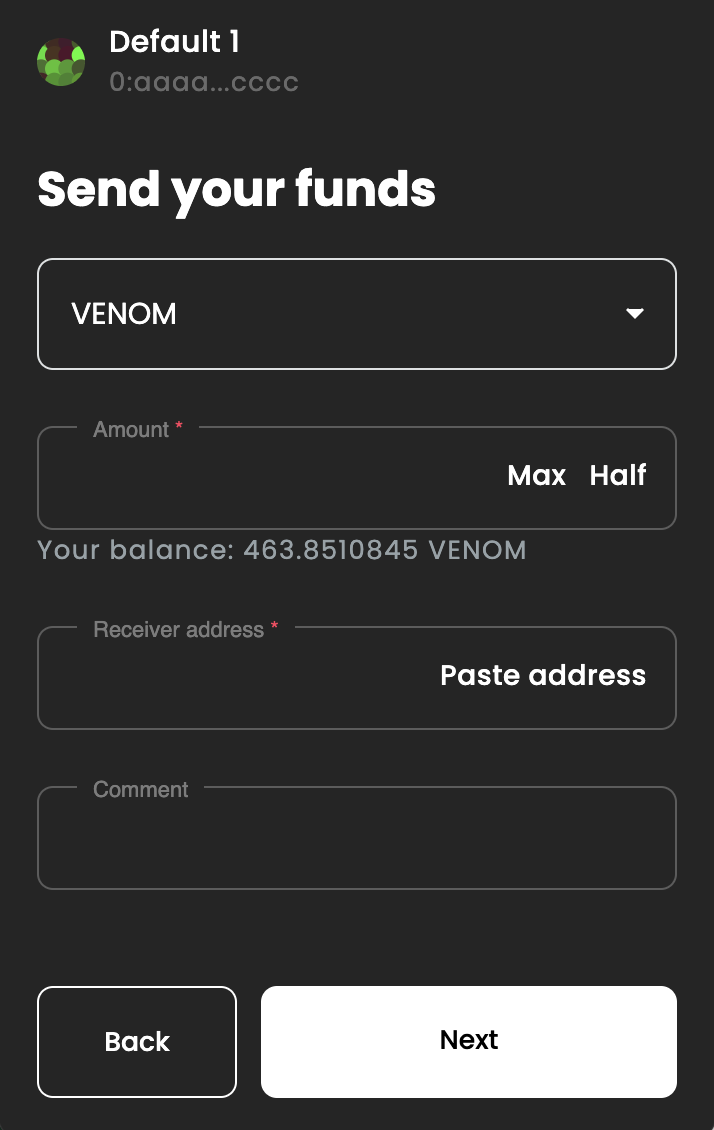 Default 1
0:aaaa...cccc
Send your funds
VENOM
Amount *
Max Half
Your balance: 463.8510845 VENOM
Receiver address *
Paste address
Comment
Back Next